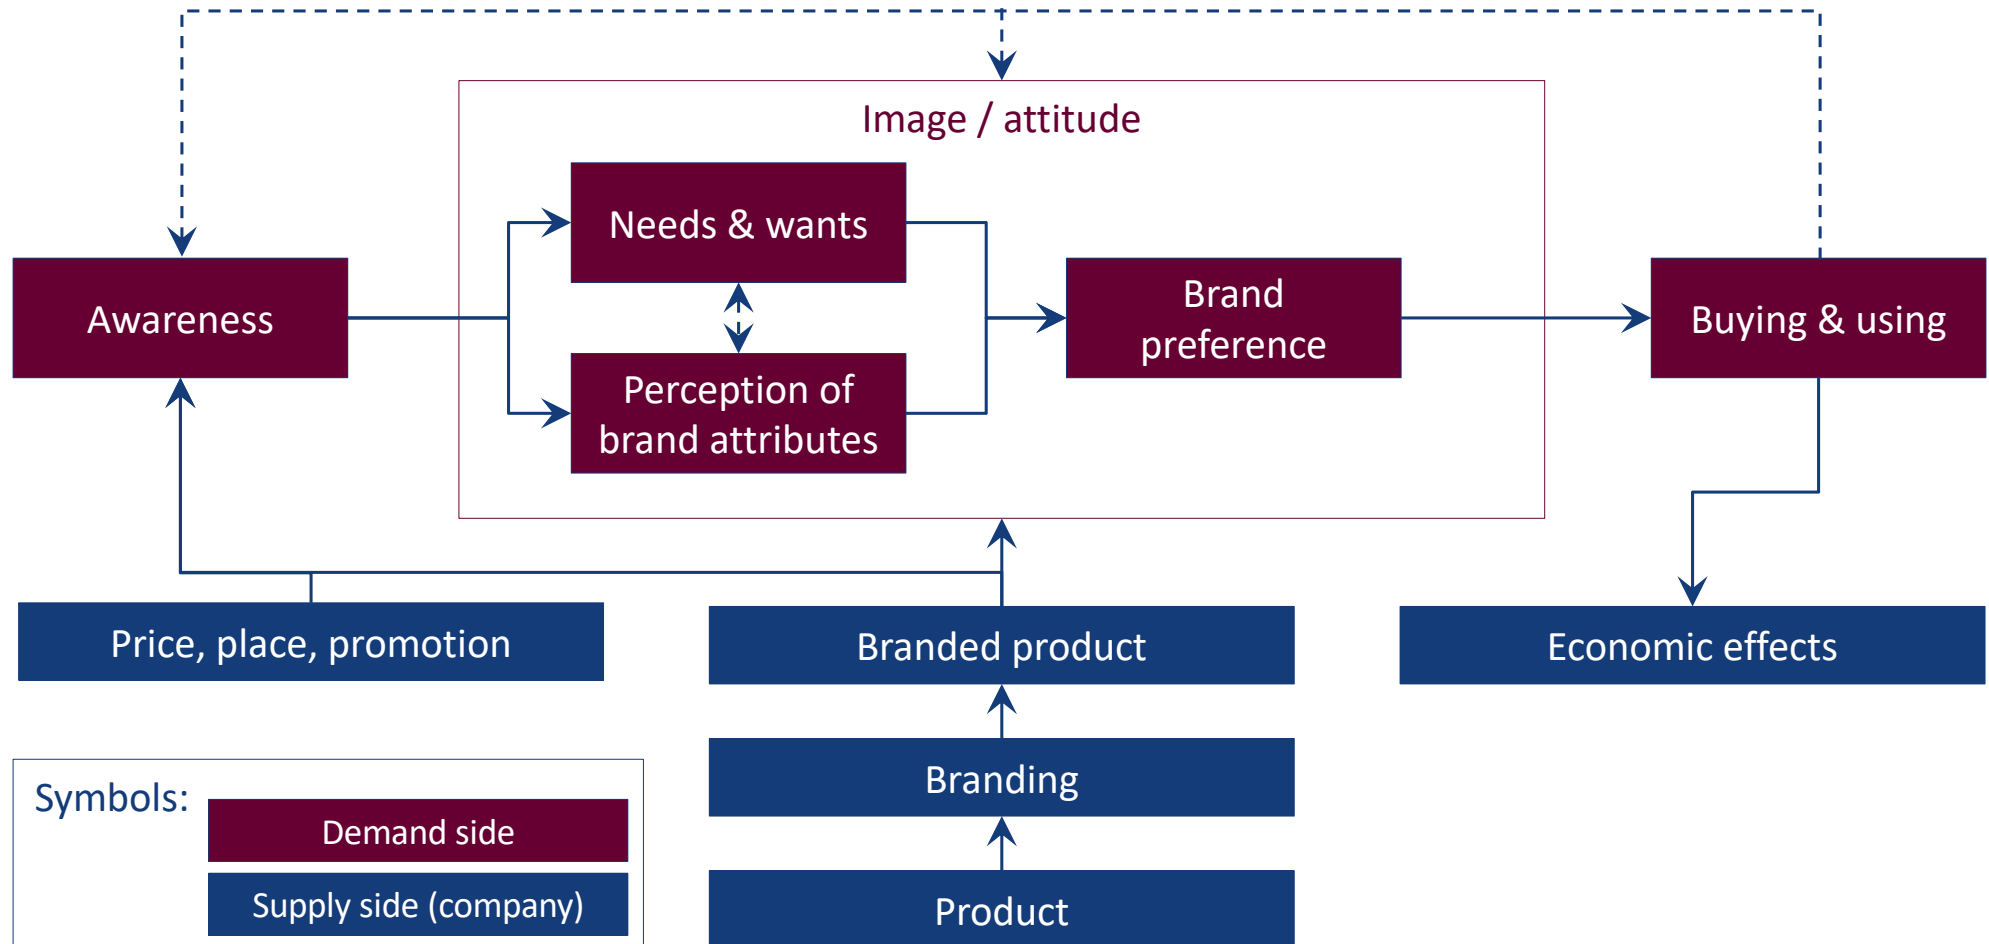 Image / attitude
Needs & wants
Awareness
Brand
preference
Buying & using
Perception of
brand attributes
Price, place, promotion
Branded product
Economic effects
Branding
Symbols:
Demand side
Supply side (company)
Product